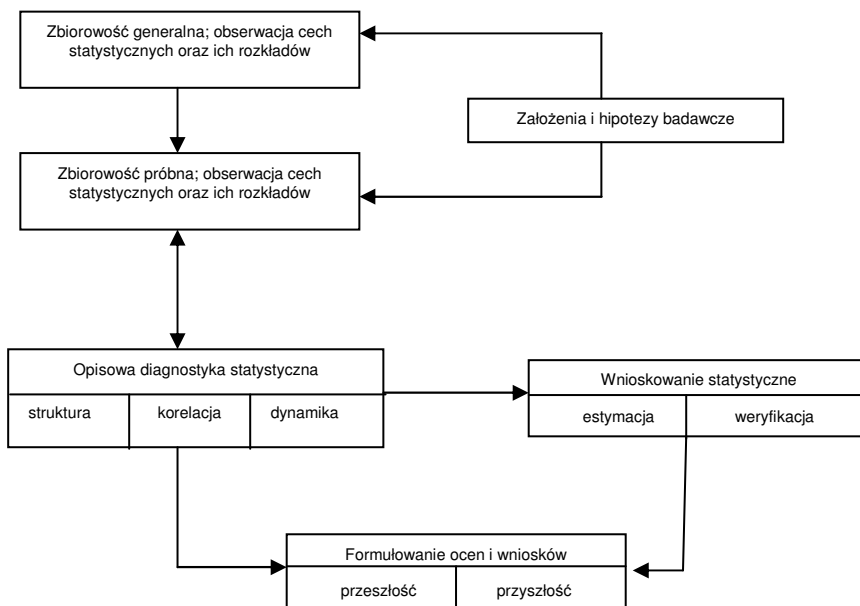 Zbiorowość generalna; obserwacja cech
statystycznych oraz ich rozkładów
Założenia i hipotezy badawcze
Zbiorowość próbna; obserwacja cech
statystycznych oraz ich rozkładów
Opisowa diagnostyka statystyczna
struktura korelacja dynamika
Wnioskowanie statystyczne
estymacja weryfikacja
Formułowanie ocen i wniosków
przeszłość przyszłość